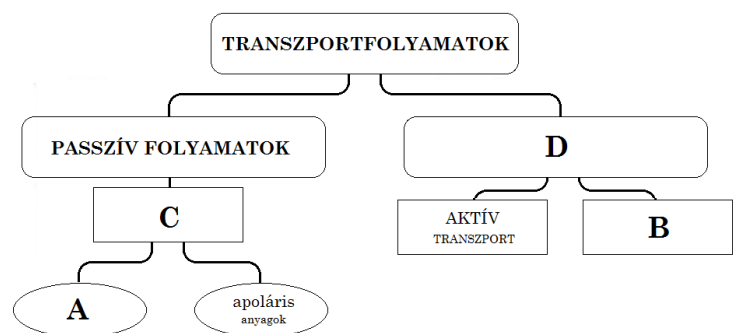 TRANSZPORTFOLYAMATOK
PASSZÍV FOLYAMATOK
D
C
AKTÍV
TRANSZPORT
B
A
apoláris
anyagok